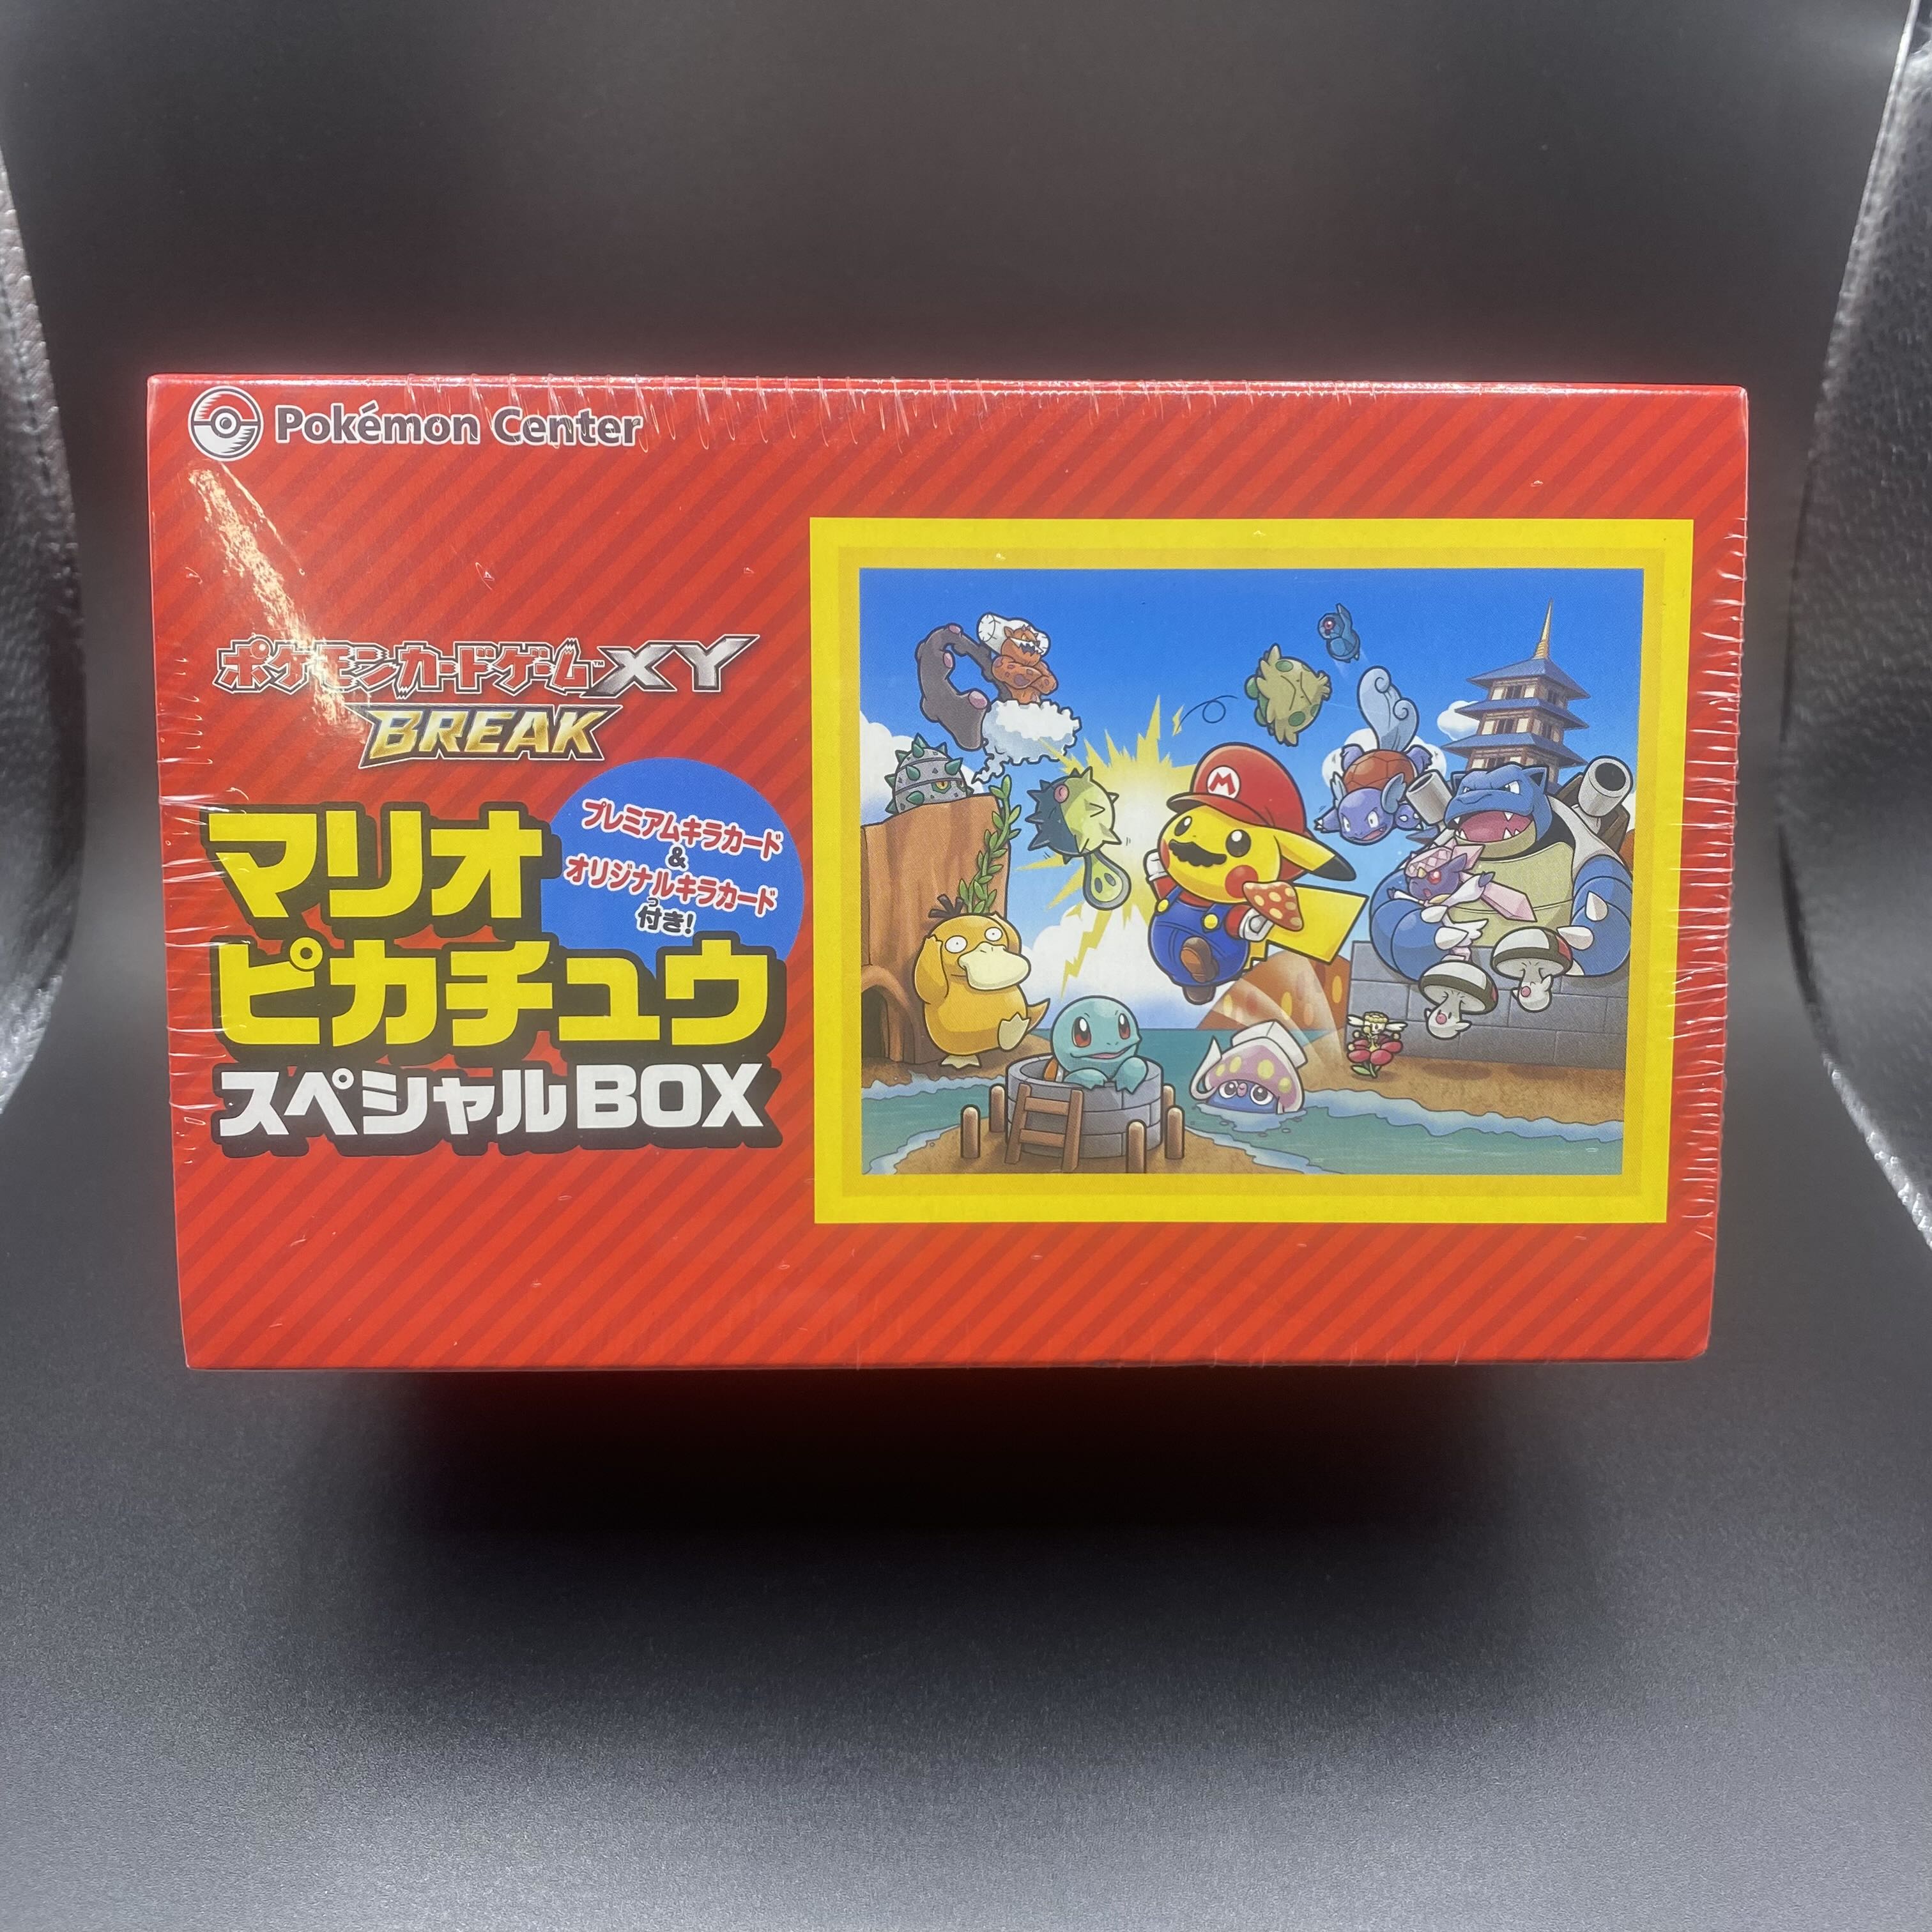 Pokémon Center
ポケモンカードゲーム™XY
BREAK
プレミアムキラカード
&
オリジナルキラカード
付き!
マリオ
ピカチュウ
スペシャルBOX
M